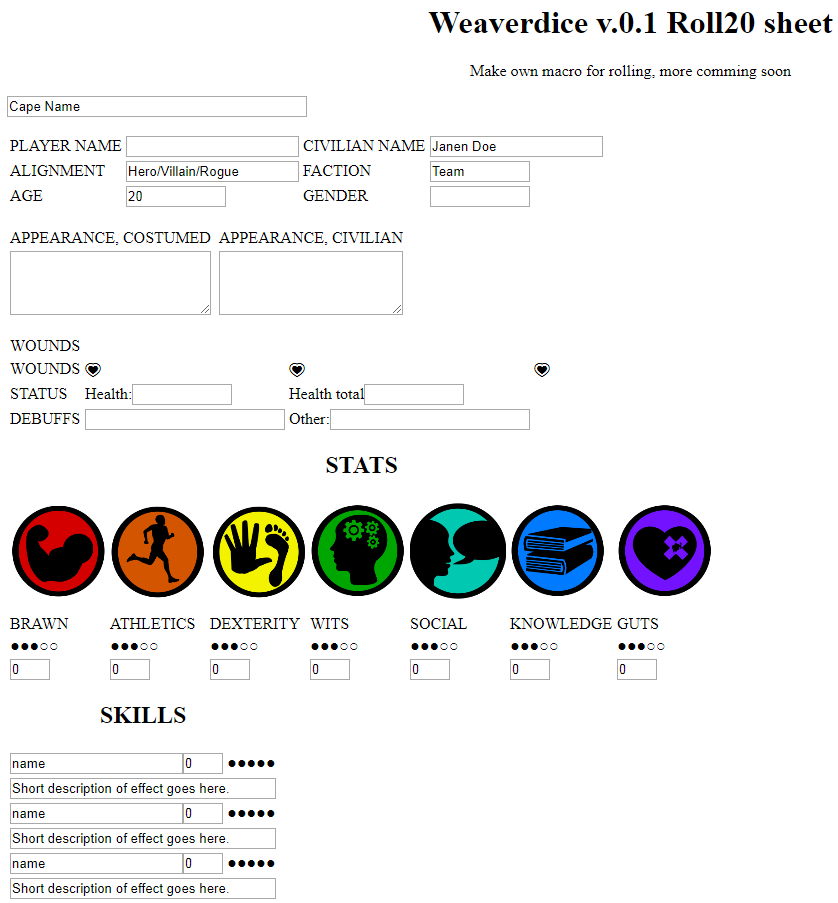 Weaverdice v.0.1 Roll20 sheet
Make own macro for rolling, more comming soon
Cape Name
PLAYER NAME CIVILIAN NAME Janen Doe
ALIGNMENT Hero/Villain/Rogue FACTION Team
AGE 20 GENDER
APPEARANCE, COSTUMED APPEARANCE, CIVILIAN
WOUNDS
WOUNDS
STATUS Health: Health total
DEBUFFS Other:
STATS
BRAWN ATHLETICS DEXTERITY WITS SOCIAL KNOWLEDGE GUTS
●●●○○ ●●●○○ ●●●○○ ●●●○○ ●●●○○ ●●●○○ ●●●○○
0 0 0 0 0 0 0
SKILLS
name 0 ●●●●●
Short description of effect goes here.
name 0 ●●●●●
Short description of effect goes here.
name 0 ●●●●●
Short description of effect goes here.